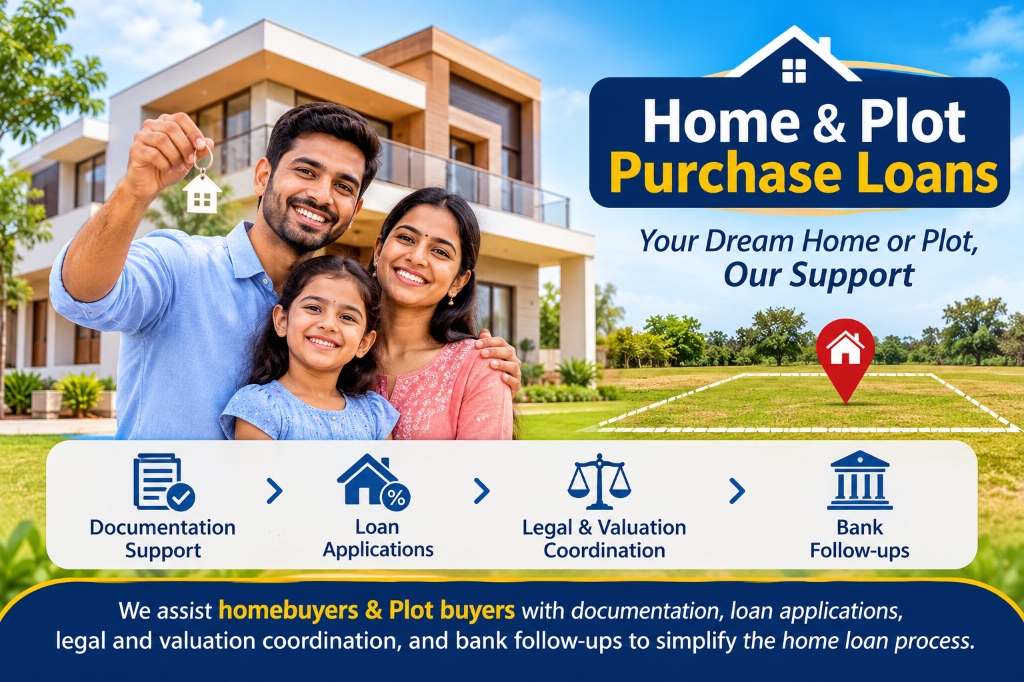 Home & Plot
Purchase Loans
Your Dream Home or Plot,
Our Support
Documentation
Support
Loan
Applications
Legal & Valuation
Coordination
Bank
Follow-ups
We assist homebuyers & Plot buyers with documentation, loan applications,
legal and valuation coordination, and bank follow-ups to simplify the home loan process.